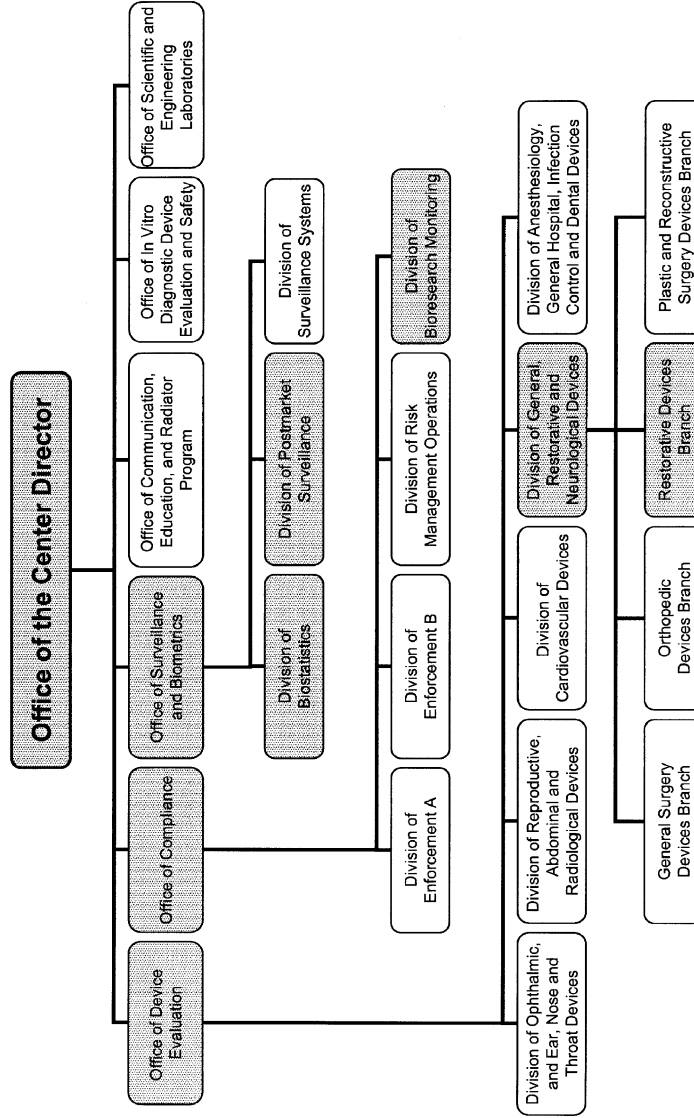 Office of the Center Director
Office of Device
Evaluation
Office of Compliance
Office of Surveillance
and Biometrics
Office of Communication,
Education, and Radiator
Program
Office of In Vitro
Diagnostic Device
Evaluation and Safety
Office of Scientific and
Engineering
Laboratories
Division of
Biostatistics
Division of Postmarket
Surveillance
Division of
Surveillance Systems
Division of
Enforcement A
Division of
Enforcement B
Division of Risk
Management Operations
Division of
Bioresearch Monitoring
Division of Ophthalmic,
and Ear, Nose and
Throat Devices
Division of Reproductive,
Abdominal and
Radiological Devices
Division of
Cardiovascular Devices
Division of General,
Restorative and
Neurological Devices
Division of Anesthesiology,
General Hospital, Infection
Control and Dental Devices
General Surgery
Devices Branch
Orthopedic
Devices Branch
Restorative Devices
Branch
Plastic and Reconstructive
Surgery Devices Branch